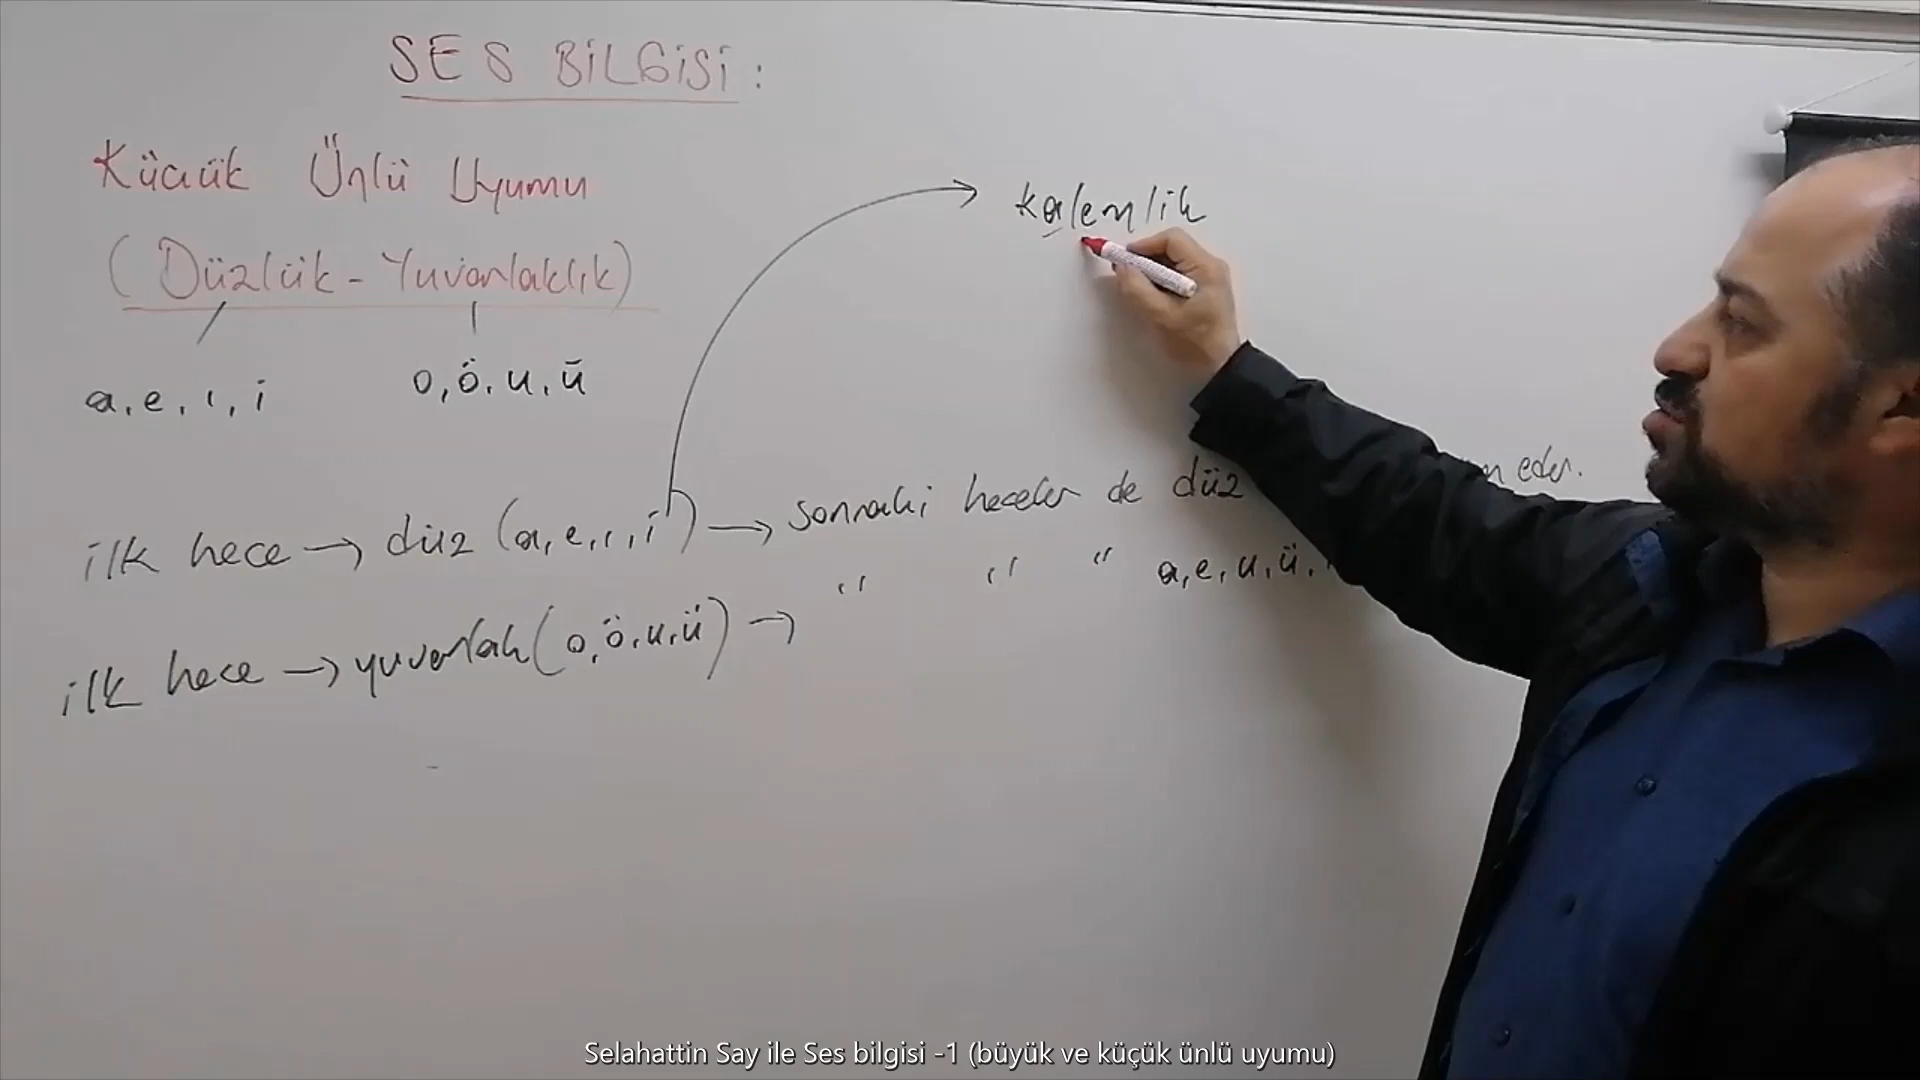 SES BİLGİSİ:
Küçük Ünlü Uyumu
(Düzlük-Yuvarlaklık)
a, e, ı, i
o, ö, u, ü
kalemlik
ilk hece → düz (a, e, ı, i) → sonraki heceler de düz eder.
ilk hece → yuvarlak (o, ö, u, ü) → " " " a, e, u, ü,
Selahattin Say ile Ses bilgisi -1 (büyük ve küçük ünlü uyumu)